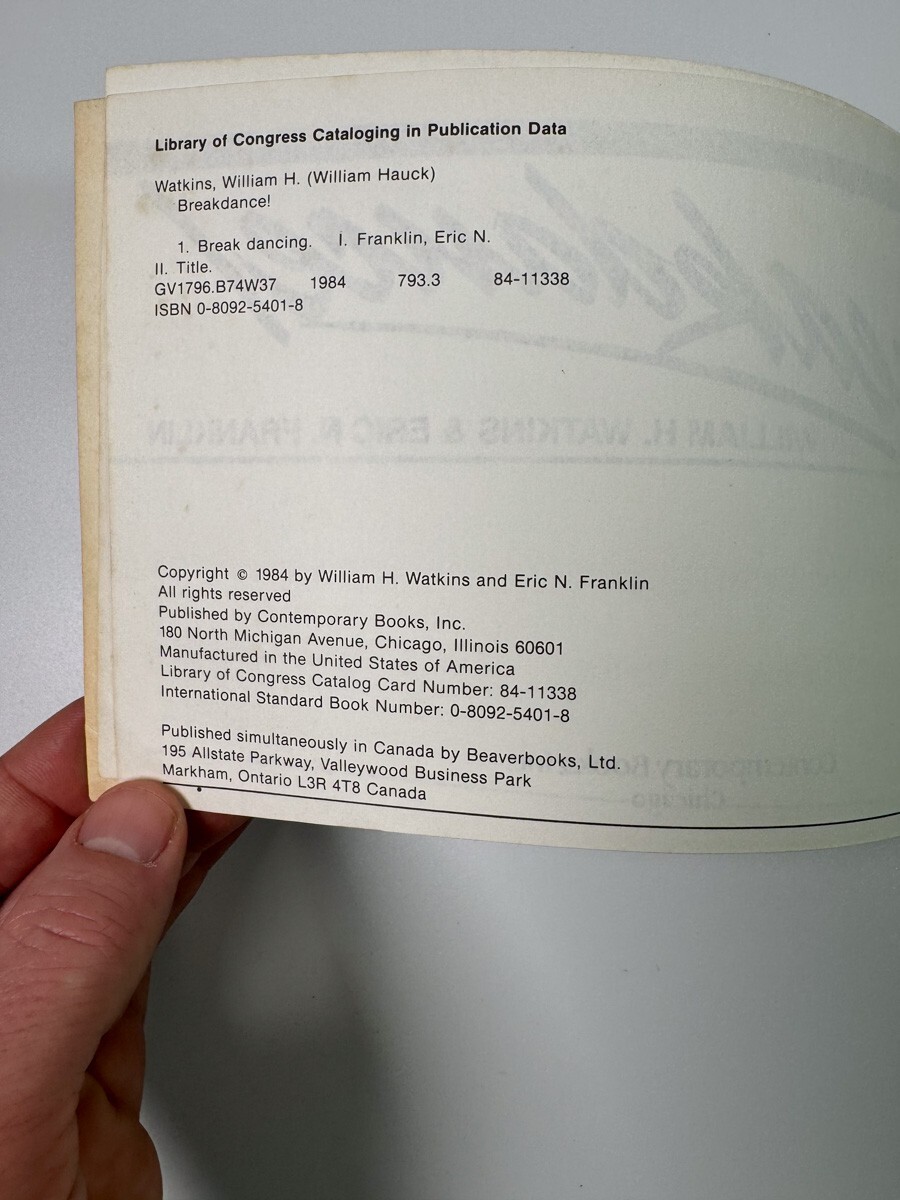 Library of Congress Cataloging in Publication Data
Watkins, William H. (William Hauck)
Breakdance!
1. Break dancing. I. Franklin, Eric N.
II. Title.
GV1796.B74W37 1984 793.3 84-11338
ISBN 0-8092-5401-8
WILLIAM H. WATKINS & ERIC N. FRANKLIN
Copyright © 1984 by William H. Watkins and Eric N. Franklin
All rights reserved
Published by Contemporary Books, Inc.
180 North Michigan Avenue, Chicago, Illinois 60601
Manufactured in the United States of America
Library of Congress Catalog Card Number: 84-11338
International Standard Book Number: 0-8092-5401-8
Published simultaneously in Canada by Beaverbooks, Ltd.
195 Allstate Parkway, Valleywood Business Park
Markham, Ontario L3R 4T8 Canada